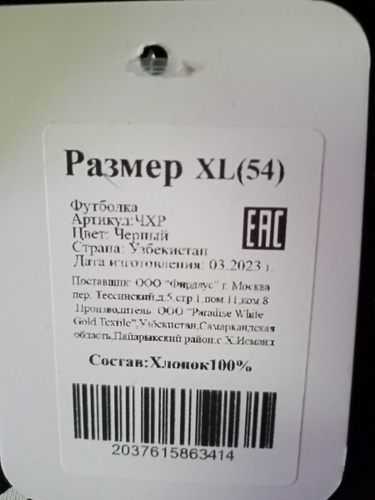 Размер XL(54)
Футболка
Артикул:ЧХР
Цвет: Черный
Страна: Узбекистан
Дата изготовления: 03.2023 г.
EAC
Поставщик: ООО "Фирдаус" г. Москва
пер. Тессинский,д.5,стр.1,пом 11,ком 8
Производитель ООО "Paradise White
Gold Textile",Узбекистан,Самаркандская
область,Пайарыкский район,с.Х.Исмаил
Состав:Хлопок100%
2037615863414